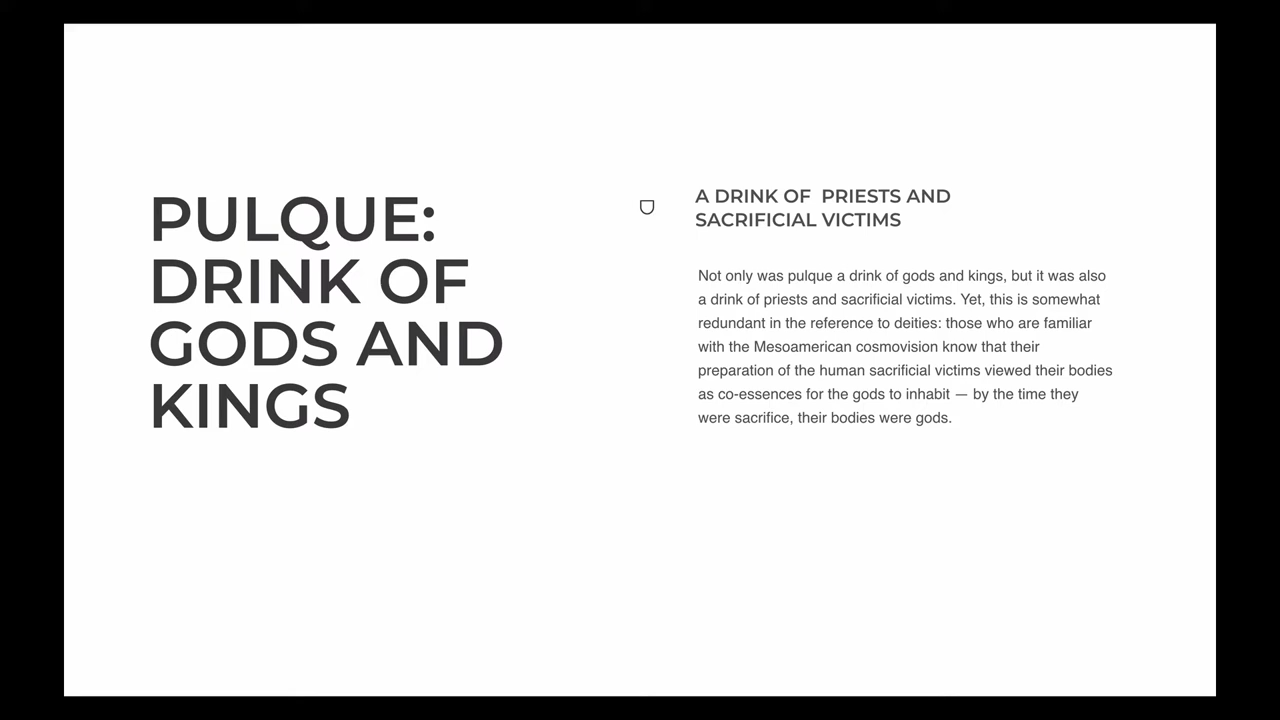 PULQUE:
DRINK OF
GODS AND
KINGS
A DRINK OF  PRIESTS AND
SACRIFICIAL VICTIMS
Not only was pulque a drink of gods and kings, but it was also
a drink of priests and sacrificial victims. Yet, this is somewhat
redundant in the reference to deities: those who are familiar
with the Mesoamerican cosmovision know that their
preparation of the human sacrificial victims viewed their bodies
as co-essences for the gods to inhabit — by the time they
were sacrifice, their bodies were gods.